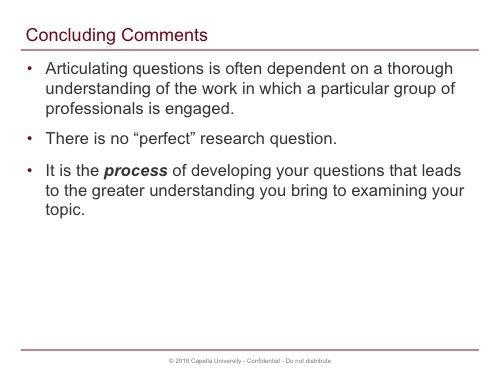 Concluding Comments
• Articulating questions is often dependent on a thorough
understanding of the work in which a particular group of
professionals is engaged.
• There is no “perfect” research question.
• It is the process of developing your questions that leads
to the greater understanding you bring to examining your
topic.
© 2010 Capella University - Confidential - Do not distribute